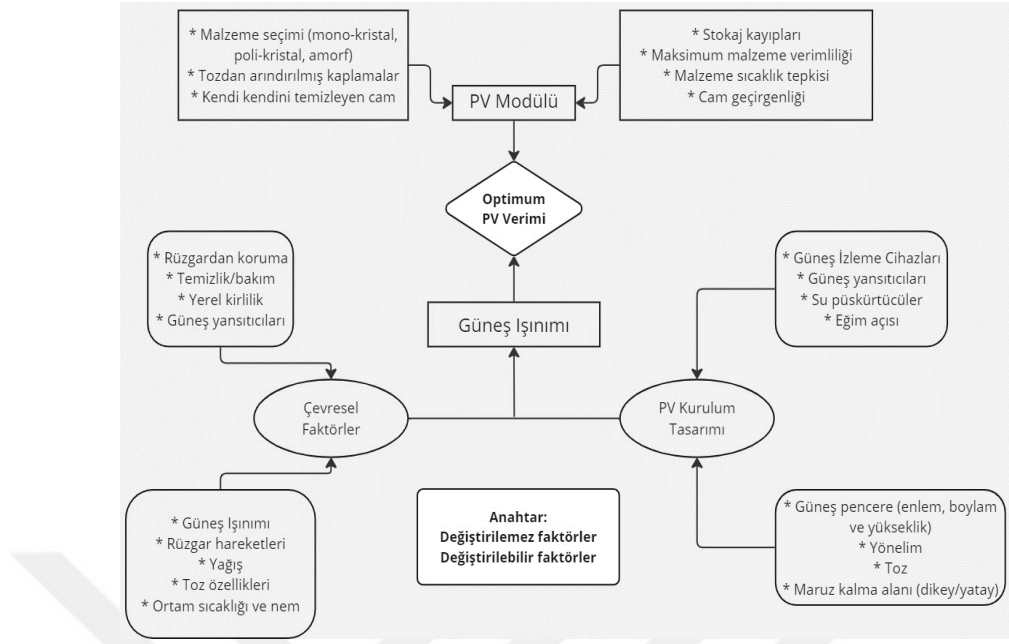 * Malzeme seçimi (mono-kristal,
poli-kristal, amorf)
* Tozdan arındırılmış kaplamalar
* Kendi kendini temizleyen cam
* Stokaj kayıpları
* Maksimum malzeme verimliliği
* Malzeme sıcaklık tepkisi
* Cam geçirgenliği
PV Modülü
Optimum
PV Verimi
* Rüzgardan koruma
* Temizlik/bakım
* Yerel kirlilik
* Güneş yansıtıcıları
* Güneş İzleme Cihazları
* Güneş yansıtıcıları
* Su püskürtücüler
* Eğim açısı
Güneş Işınımı
Çevresel
Faktörler
PV Kurulum
Tasarımı
* Güneş Işınımı
* Rüzgar hareketleri
* Yağış
* Toz özellikleri
* Ortam sıcaklığı ve nem
Anahtar:
Değiştirilemez faktörler
Değiştirilebilir faktörler
* Güneş pencere (enlem, boylam
ve yükseklik)
* Yönelim
* Toz
* Maruz kalma alanı (dikey/yatay)